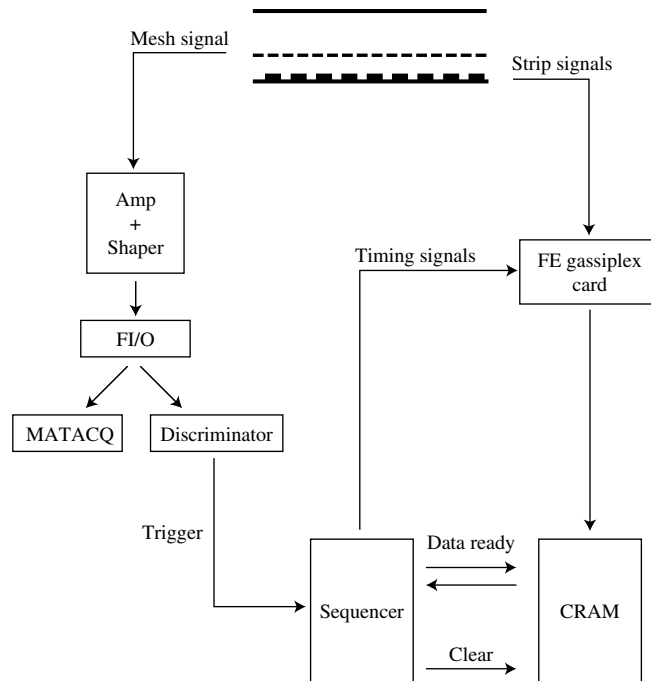 Mesh signal
Strip signals
Amp
+
Shaper
Timing signals
FE gassiplex
card
FI/O
MATACQ
Discriminator
Trigger
Data ready
Sequencer
CRAM
Clear